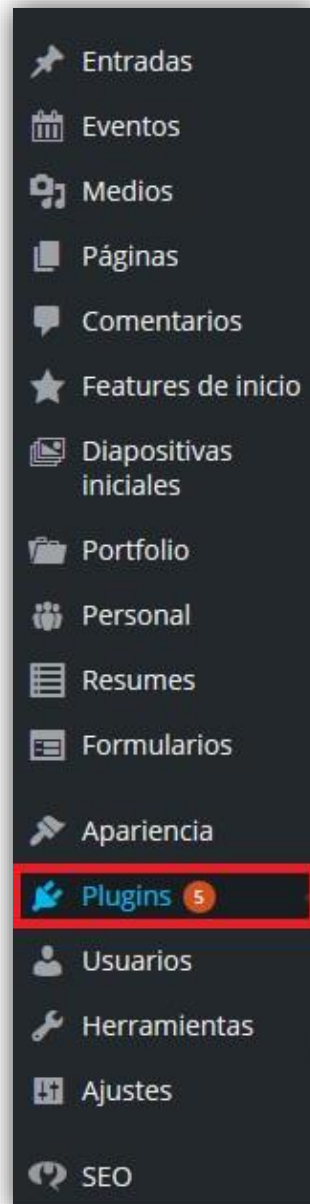 Entradas
Eventos
Medios
Páginas
Comentarios
Features de inicio
Diapositivas
iniciales
Portfolio
Personal
Resumes
Formularios
Apariencia
Plugins 5
Usuarios
Herramientas
Ajustes
SEO